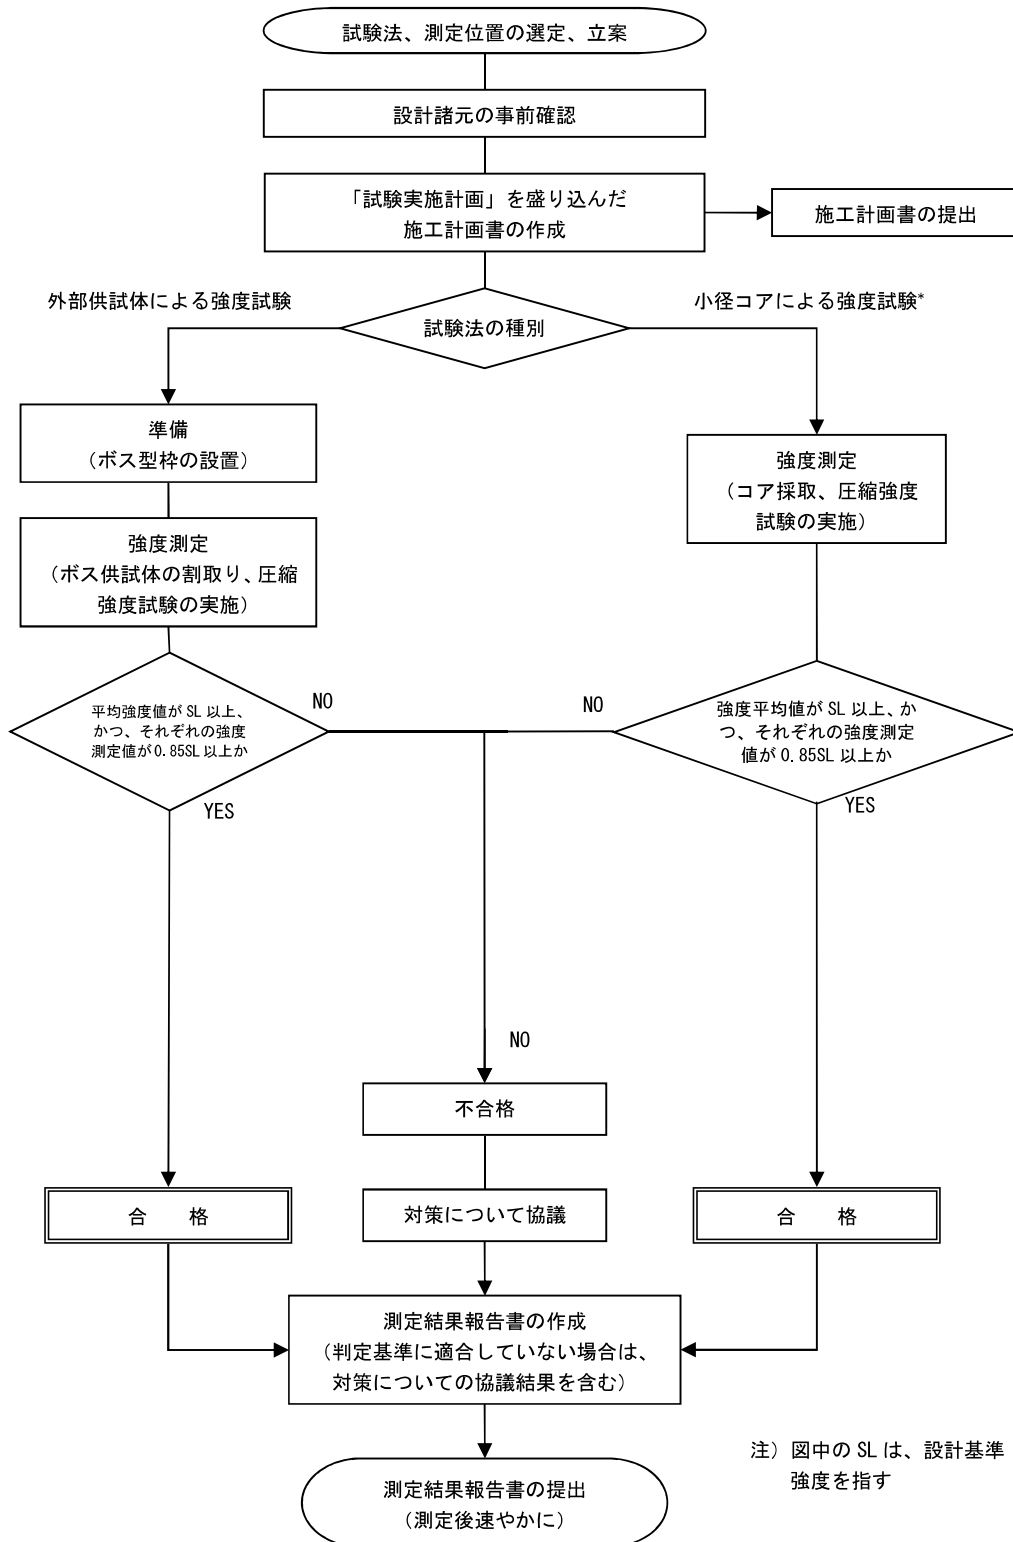 試験法、測定位置の選定、立案
設計諸元の事前確認
「試験実施計画」を盛り込んだ
施工計画書の作成
施工計画書の提出
外部供試体による強度試験
小径コアによる強度試験*
試験法の種別
準備
(ボス型枠の設置)
強度測定
(ボス供試体の割取り、圧縮
強度試験の実施)
強度測定
(コア採取、圧縮強度
試験の実施)
平均強度値が SL 以上、
かつ、それぞれの強度
測定値が 0.85SL 以上か
NO
YES
強度平均値が SL 以上、か
つ、それぞれの強度測定
値が 0.85SL 以上か
NO
YES
NO
不合格
合　　格
対策について協議
合　　格
測定結果報告書の作成
(判定基準に適合していない場合は、
対策についての協議結果を含む)
測定結果報告書の提出
(測定後速やかに)
注) 図中の SL は、設計基準
強度を指す